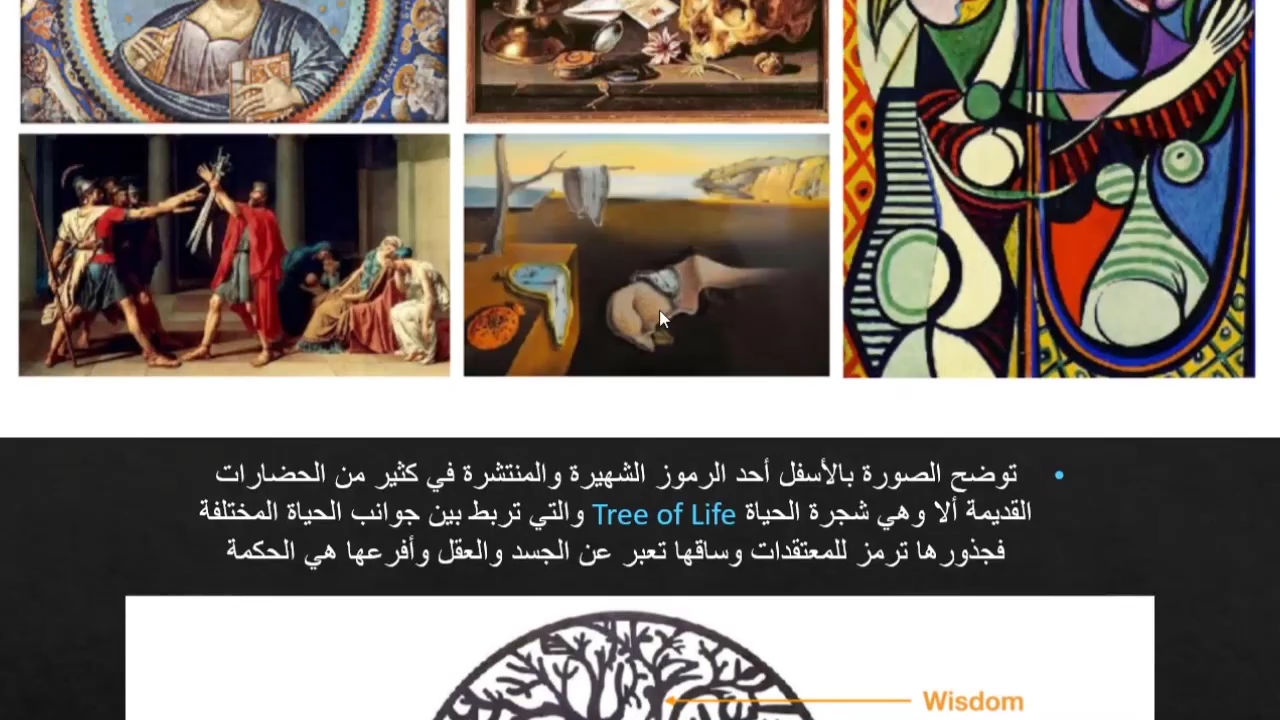 توضح الصورة بالأسفل أحد الرموز الشهيرة والمنتشرة في كثير من الحضارات
القديمة ألا وهي شجرة الحياة Tree of Life والتي تربط بين جوانب الحياة المختلفة
فجذورها ترمز للمعتقدات وساقها تعبر عن الجسد والعقل وأفرعها هي الحكمة
Wisdom